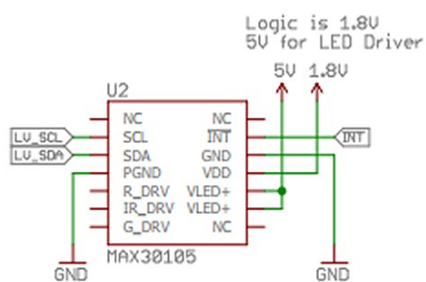 Logic is 1.8V
5V for LED Driver
5V 1.8V
U2
NC NC
LV_SCL SCL INT INT
LV_SDA SDA GND
PGND VDD
R_DRV VLED+
IR_DRV VLED+
G_DRV NC
MAX30105
GND GND